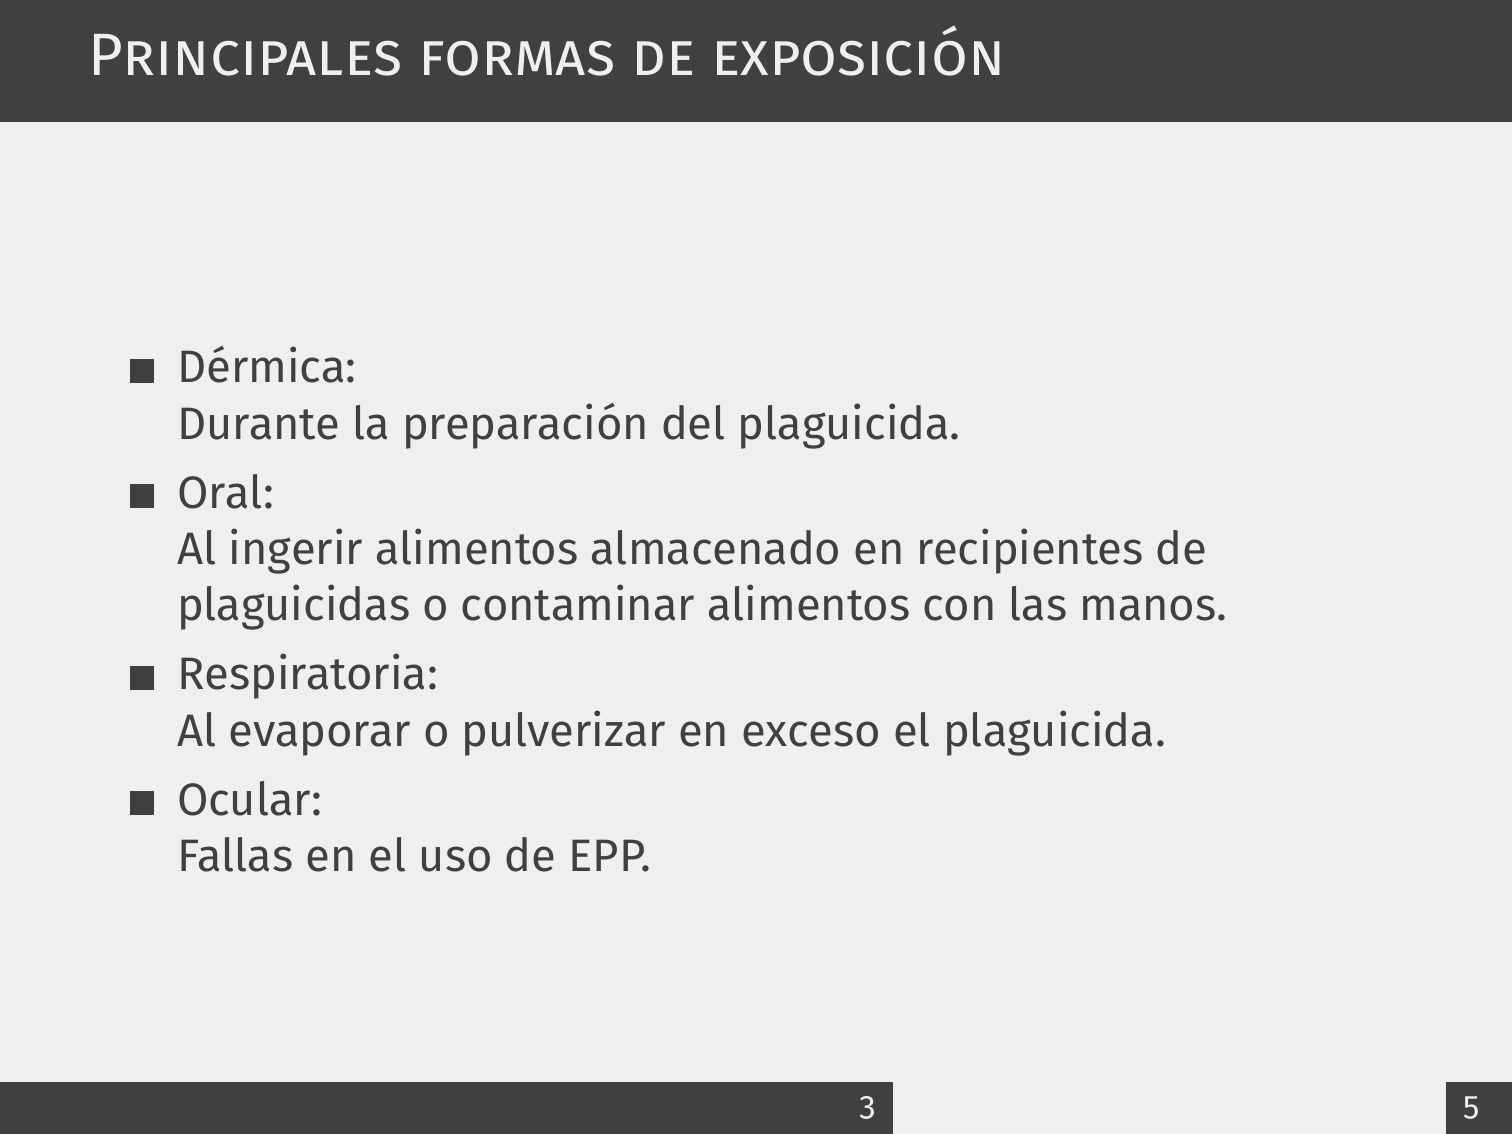 Principales formas de exposición
Dérmica:
Durante la preparación del plaguicida.
Oral:
Al ingerir alimentos almacenado en recipientes de
plaguicidas o contaminar alimentos con las manos.
Respiratoria:
Al evaporar o pulverizar en exceso el plaguicida.
Ocular:
Fallas en el uso de EPP.
3
5